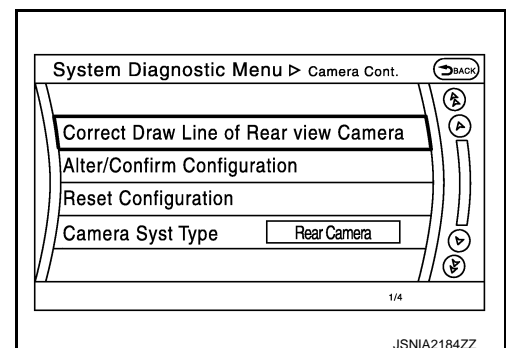 System Diagnostic Menu ▷ Camera Cont. BACK
Correct Draw Line of Rear view Camera
Alter/Confirm Configuration
Reset Configuration
Camera Syst Type Rear Camera
1/4
JSNIA2184ZZ